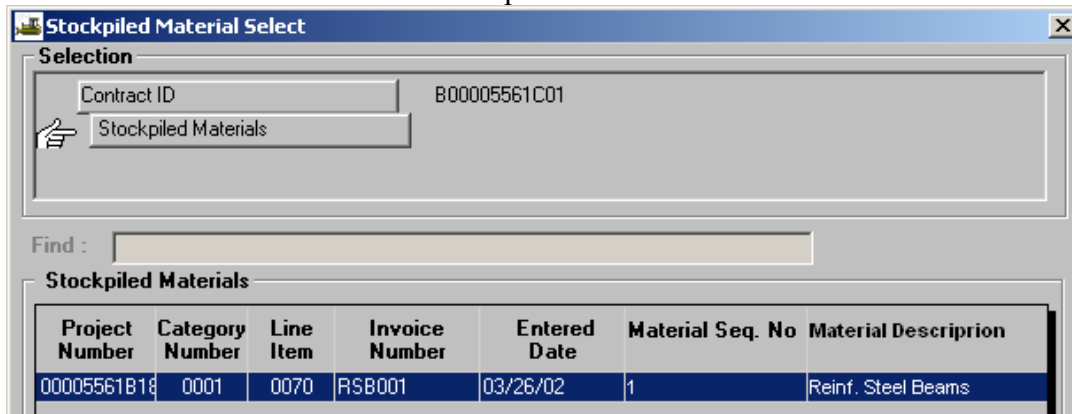 Stockpiled Material Select
Selection
Contract ID B00005561C01
Stockpiled Materials
Find :
Stockpiled Materials
Project Number Category Number Line Item Invoice Number Entered Date Material Seq. No Material Descriprion
00005561B18 0001 0070 RSB001 03/26/02 1 Reinf. Steel Beams